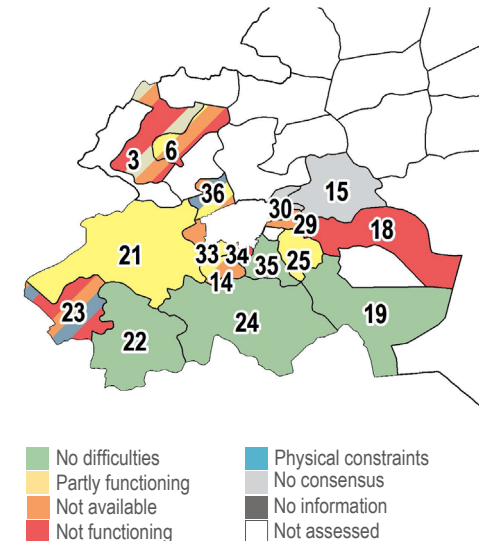 3
6
36
15
30
29
18
21
33
34
35
25
14
23
22
24
19
No difficulties
Partly functioning
Not available
Not functioning
Physical constraints
No consensus
No information
Not assessed